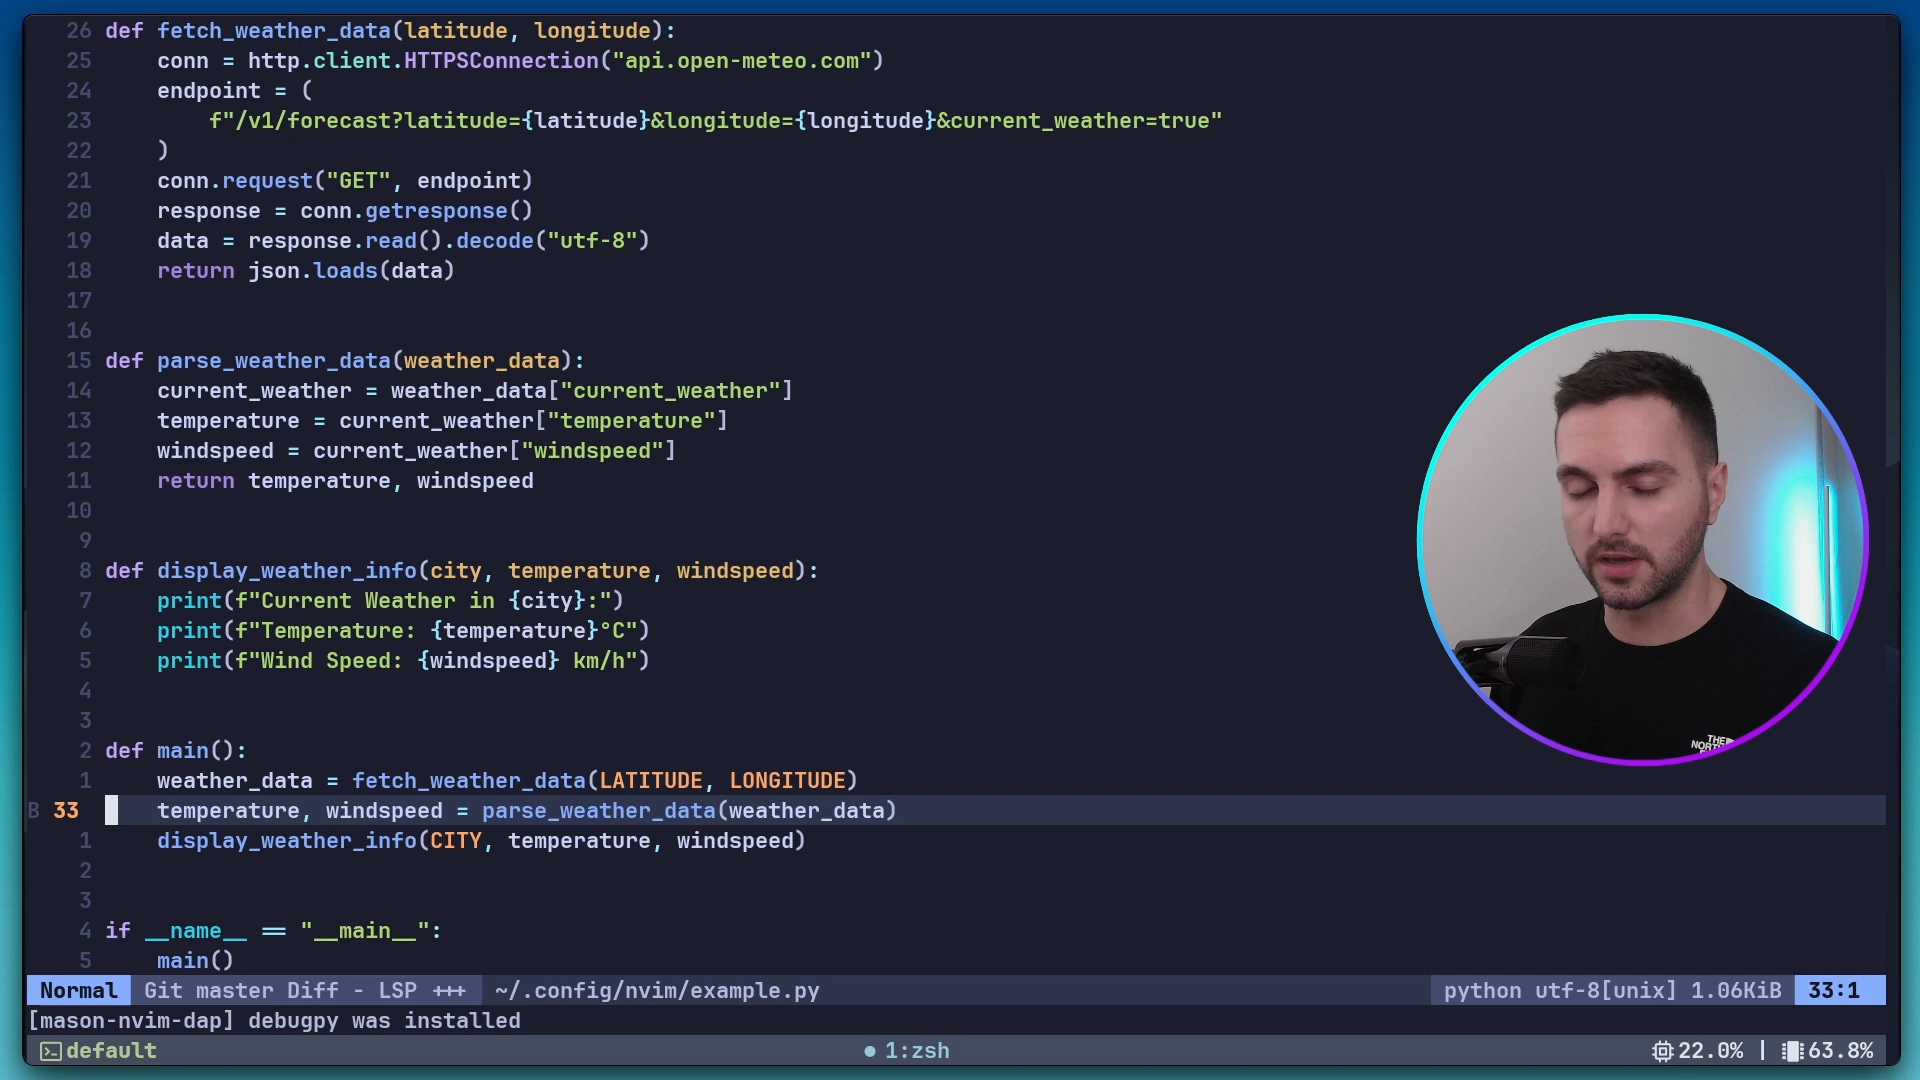 26 def fetch_weather_data(latitude, longitude):
25     conn = http.client.HTTPSConnection("api.open-meteo.com")
24     endpoint = (
23         f"/v1/forecast?latitude={latitude}&longitude={longitude}&current_weather=true"
22     )
21     conn.request("GET", endpoint)
20     response = conn.getresponse()
19     data = response.read().decode("utf-8")
18     return json.loads(data)
17
16
15 def parse_weather_data(weather_data):
14     current_weather = weather_data["current_weather"]
13     temperature = current_weather["temperature"]
12     windspeed = current_weather["windspeed"]
11     return temperature, windspeed
10
9
8 def display_weather_info(city, temperature, windspeed):
7     print(f"Current Weather in {city}:")
6     print(f"Temperature: {temperature}°C")
5     print(f"Wind Speed: {windspeed} km/h")
4
3
2 def main():
1     weather_data = fetch_weather_data(LATITUDE, LONGITUDE)
B 33     temperature, windspeed = parse_weather_data(weather_data)
1     display_weather_info(CITY, temperature, windspeed)
2
3
4 if __name__ == "__main__":
5     main()
Normal Git master Diff - LSP +++ ~/.config/nvim/example.py python utf-8[unix] 1.06KiB 33:1
[mason-nvim-dap] debugpy was installed
default ● 1:zsh 22.0% | 63.8%
THE
NORTH